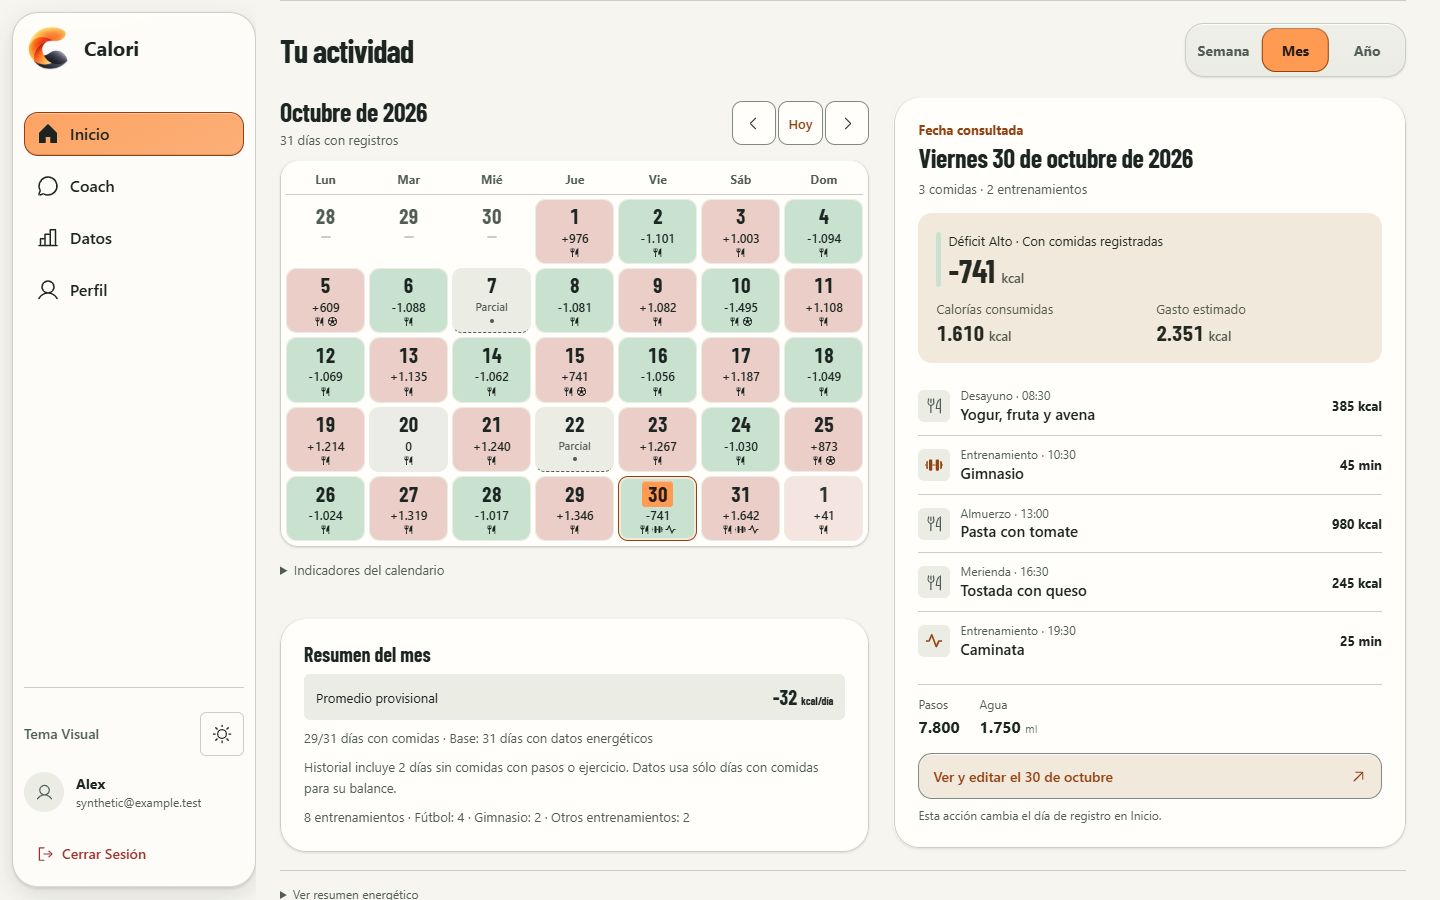 Calori
Inicio
Coach
Datos
Perfil
Tema Visual
Alex
synthetic@example.test
Cerrar Sesión
Tu actividad
Semana Mes Año
Octubre de 2026
31 días con registros
Hoy
Lun Mar Mié Jue Vie Sáb Dom
28 29 30 1 2 3 4
— — — +976 -1.101 +1.003 -1.094
5 6 7 8 9 10 11
+609 -1.088 Parcial -1.081 +1.082 -1.495 +1.108
12 13 14 15 16 17 18
-1.069 +1.135 -1.062 +741 -1.056 +1.187 -1.049
19 20 21 22 23 24 25
+1.214 0 +1.240 Parcial +1.267 -1.030 +873
26 27 28 29 30 31 1
-1.024 +1.319 -1.017 +1.346 -741 +1.642 +41
Indicadores del calendario
Resumen del mes
Promedio provisional -32 kcal/día
29/31 días con comidas · Base: 31 días con datos energéticos
Historial incluye 2 días sin comidas con pasos o ejercicio. Datos usa sólo días con comidas
para su balance.
8 entrenamientos · Fútbol: 4 · Gimnasio: 2 · Otros entrenamientos: 2
Ver resumen energético
Fecha consultada
Viernes 30 de octubre de 2026
3 comidas · 2 entrenamientos
Déficit Alto · Con comidas registradas
-741 kcal
Calorías consumidas Gasto estimado
1.610 kcal 2.351 kcal
Desayuno · 08:30
Yogur, fruta y avena 385 kcal
Entrenamiento · 10:30
Gimnasio 45 min
Almuerzo · 13:00
Pasta con tomate 980 kcal
Merienda · 16:30
Tostada con queso 245 kcal
Entrenamiento · 19:30
Caminata 25 min
Pasos Agua
7.800 1.750 ml
Ver y editar el 30 de octubre
Esta acción cambia el día de registro en Inicio.